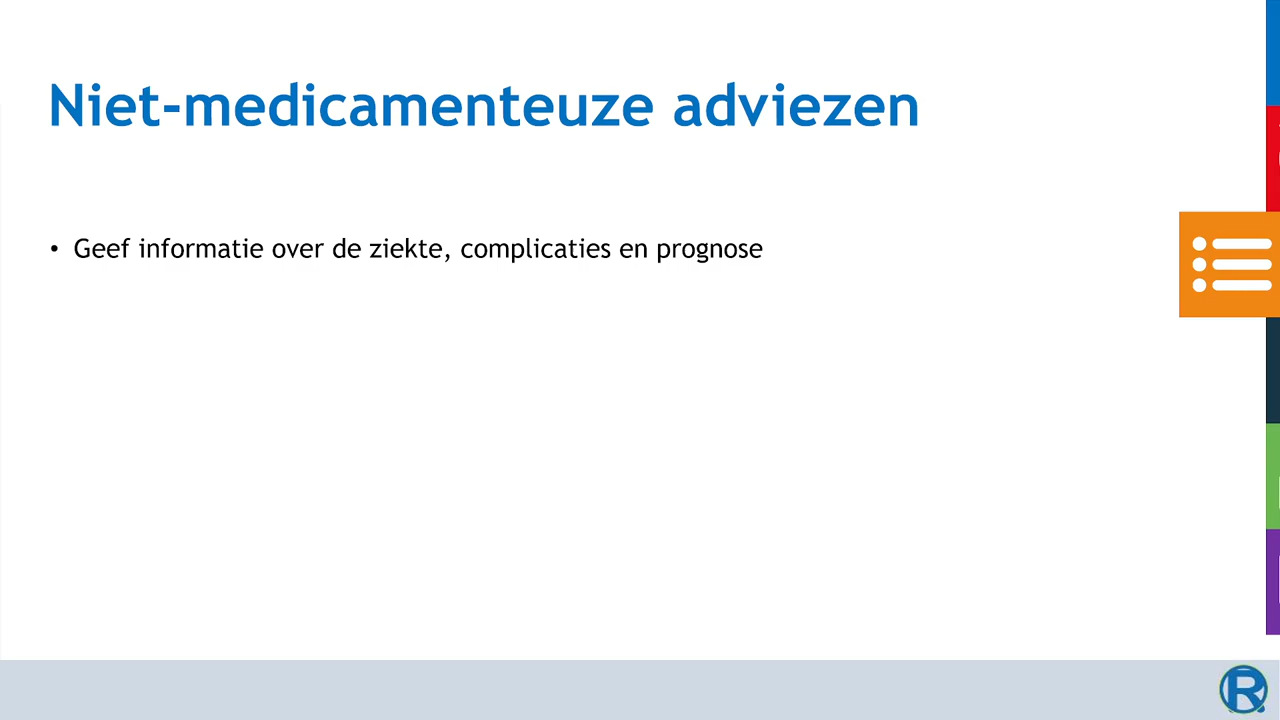 Niet-medicamenteuze adviezen
• Geef informatie over de ziekte, complicaties en prognose
R